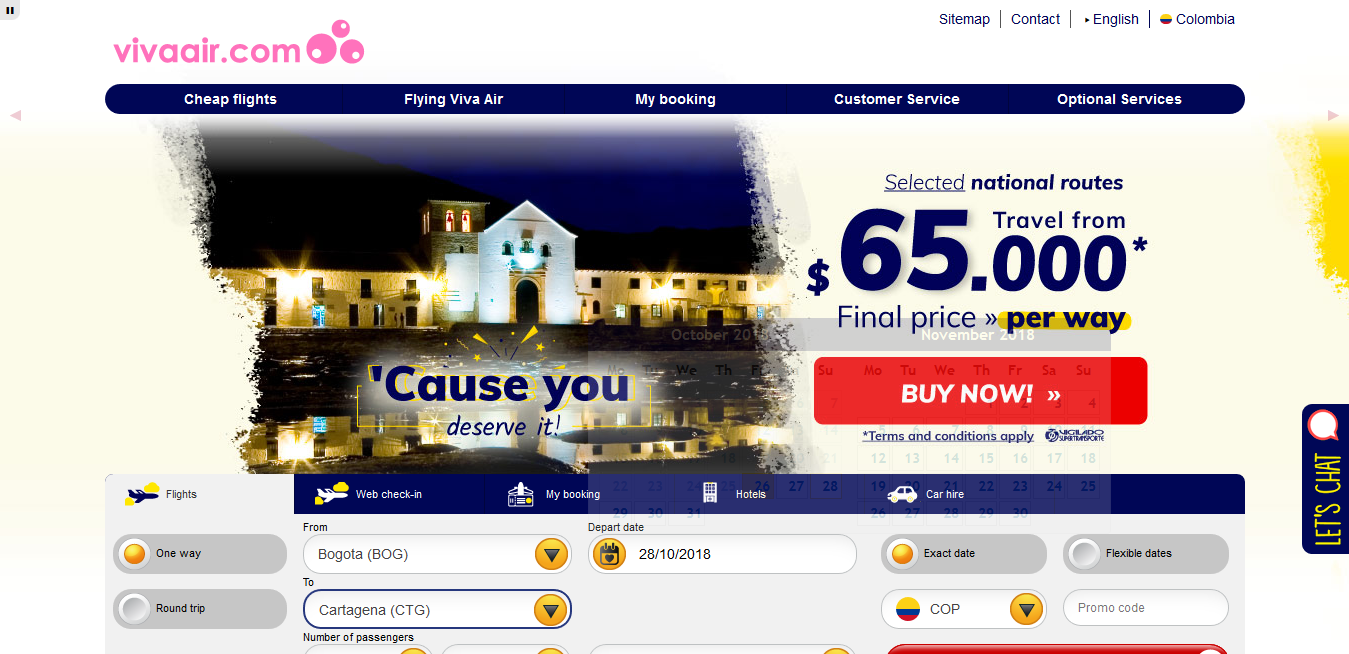 Sitemap
Contact
English
Colombia
vivaair.com
Cheap flights
Flying Viva Air
My booking
Customer Service
Optional Services
Selected national routes
Travel from
$ 65.000*
Final price » per way
November 2018
Mo Tu We Th Fr Sa Su
BUY NOW! »
*Terms and conditions apply
VIGILADO
SUPERTRANSPORTE
'Cause you
deserve it!
LET'S CHAT
Flights
Web check-in
My booking
Hotels
Car hire
From
Depart date
One way
Bogota (BOG)
28/10/2018
Exact date
Flexible dates
To
Round trip
Cartagena (CTG)
COP
Promo code
Number of passengers